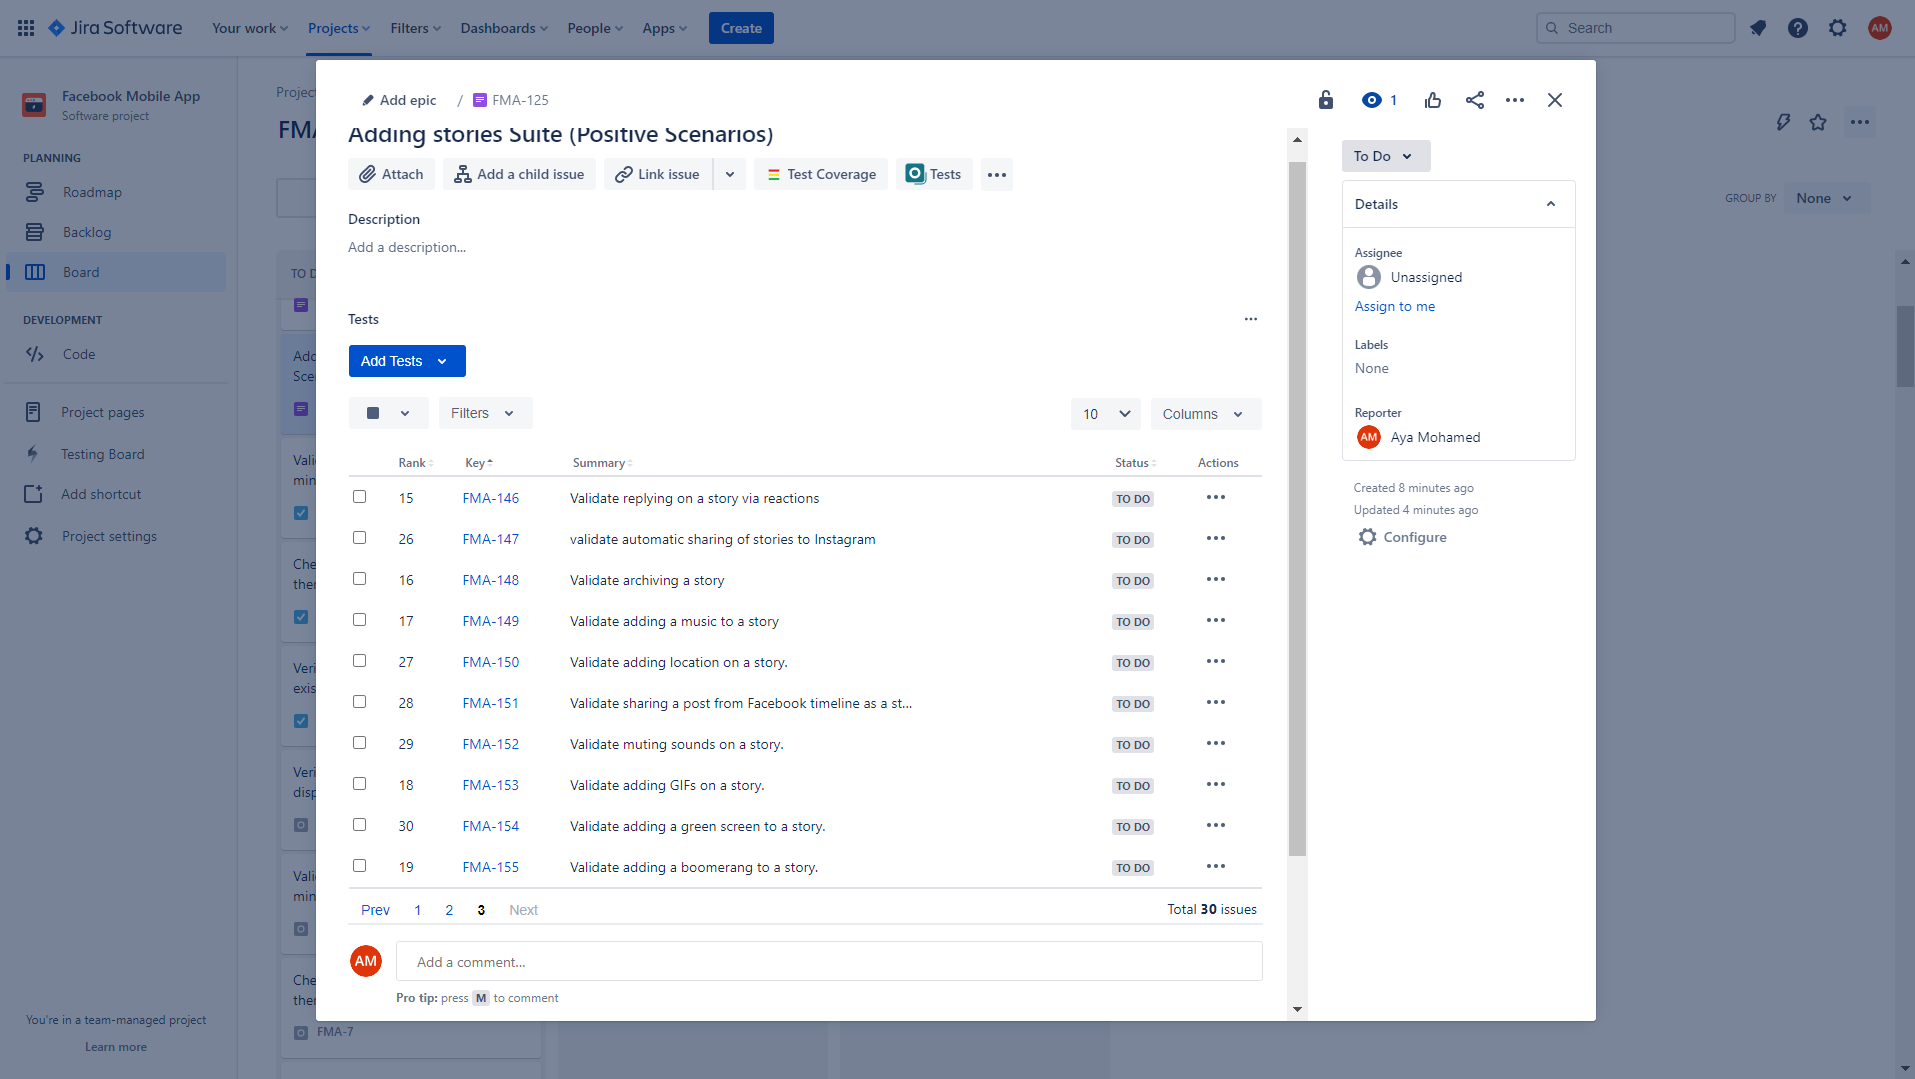 Jira Software
Your work
Projects
Filters
Dashboards
People
Apps
Create
Search
AM
Facebook Mobile App
Software project
PLANNING
Roadmap
Backlog
Board
DEVELOPMENT
Code
Project pages
Testing Board
Add shortcut
Project settings
You're in a team-managed project
Learn more
Projec
FMA
TO D
Add
Sce
Vali
min
Che
ther
Veri
exis
Veri
disp
Vali
min
Che
ther
FMA-7
GROUP BY None
Add epic / FMA-125
1
Adding stories Suite (Positive Scenarios)
Attach
Add a child issue
Link issue
Test Coverage
Tests
Description
Add a description...
Tests
Add Tests
Filters
10
Columns
Rank Key Summary Status Actions
15 FMA-146 Validate replying on a story via reactions TO DO
26 FMA-147 validate automatic sharing of stories to Instagram TO DO
16 FMA-148 Validate archiving a story TO DO
17 FMA-149 Validate adding a music to a story TO DO
27 FMA-150 Validate adding location on a story. TO DO
28 FMA-151 Validate sharing a post from Facebook timeline as a st... TO DO
29 FMA-152 Validate muting sounds on a story. TO DO
18 FMA-153 Validate adding GIFs on a story. TO DO
30 FMA-154 Validate adding a green screen to a story. TO DO
19 FMA-155 Validate adding a boomerang to a story. TO DO
Prev 1 2 3 Next
Total 30 issues
AM
Add a comment...
Pro tip: press M to comment
To Do
Details
Assignee
Unassigned
Assign to me
Labels
None
Reporter
AM Aya Mohamed
Created 8 minutes ago
Updated 4 minutes ago
Configure